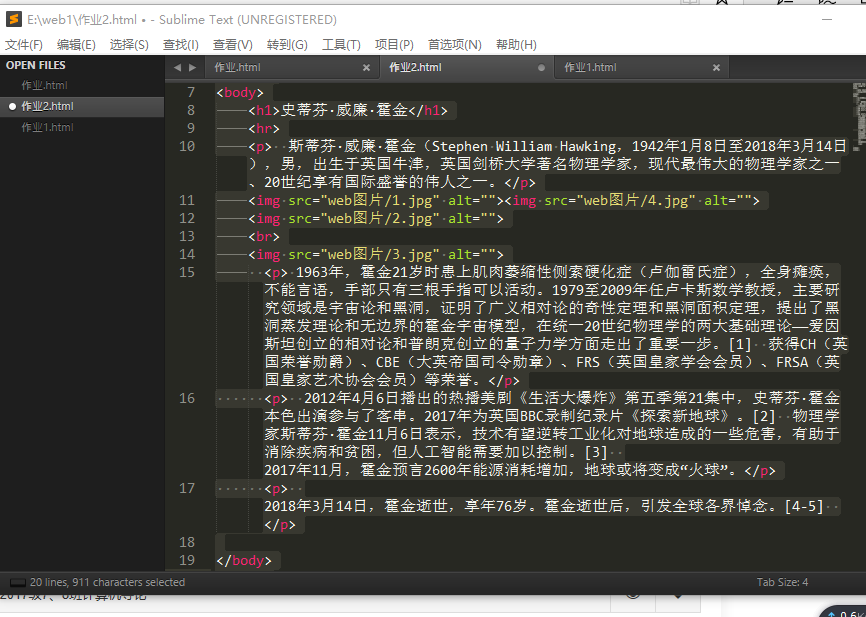 E:\web1\作业2.html • - Sublime Text (UNREGISTERED)
文件(F) 编辑(E) 选择(S) 查找(I) 查看(V) 转到(G) 工具(T) 项目(P) 首选项(N) 帮助(H)
OPEN FILES
作业.html
作业2.html
作业1.html
作业.html × 作业2.html 作业1.html ×
7 <body>
8 <h1>史蒂芬·威廉·霍金</h1>
9 <hr>
10 <p> 斯蒂芬·威廉·霍金（Stephen William Hawking，1942年1月8日至2018年3月14日
），男，出生于英国牛津，英国剑桥大学著名物理学家，现代最伟大的物理学家之一
、20世纪享有国际盛誉的伟人之一。</p>
11 <img src="web图片/1.jpg" alt=""><img src="web图片/4.jpg" alt="">
12 <img src="web图片/2.jpg" alt="">
13 <br>
14 <img src="web图片/3.jpg" alt="">
15 <p> 1963年，霍金21岁时患上肌肉萎缩性侧索硬化症（卢伽雷氏症），全身瘫痪，
不能言语，手部只有三根手指可以活动。1979至2009年任卢卡斯数学教授，主要研
究领域是宇宙论和黑洞，证明了广义相对论的奇性定理和黑洞面积定理，提出了黑
洞蒸发理论和无边界的霍金宇宙模型，在统一20世纪物理学的两大基础理论——爱因
斯坦创立的相对论和普朗克创立的量子力学方面走出了重要一步。[1] 获得CH（英
国荣誉勋爵）、CBE（大英帝国司令勋章）、FRS（英国皇家学会会员）、FRSA（英
国皇家艺术协会会员）等荣誉。</p>
16 <p> 2012年4月6日播出的热播美剧《生活大爆炸》第五季第21集中，史蒂芬·霍金
本色出演参与了客串。2017年为英国BBC录制纪录片《探索新地球》。[2] 物理学
家斯蒂芬·霍金11月6日表示，技术有望逆转工业化对地球造成的一些危害，有助于
消除疾病和贫困，但人工智能需要加以控制。[3]
2017年11月，霍金预言2600年能源消耗增加，地球或将变成“火球”。</p>
17 <p>
2018年3月14日，霍金逝世，享年76岁。霍金逝世后，引发全球各界悼念。[4-5]
</p>
18
19 </body>
20 lines, 911 characters selected Tab Size: 4